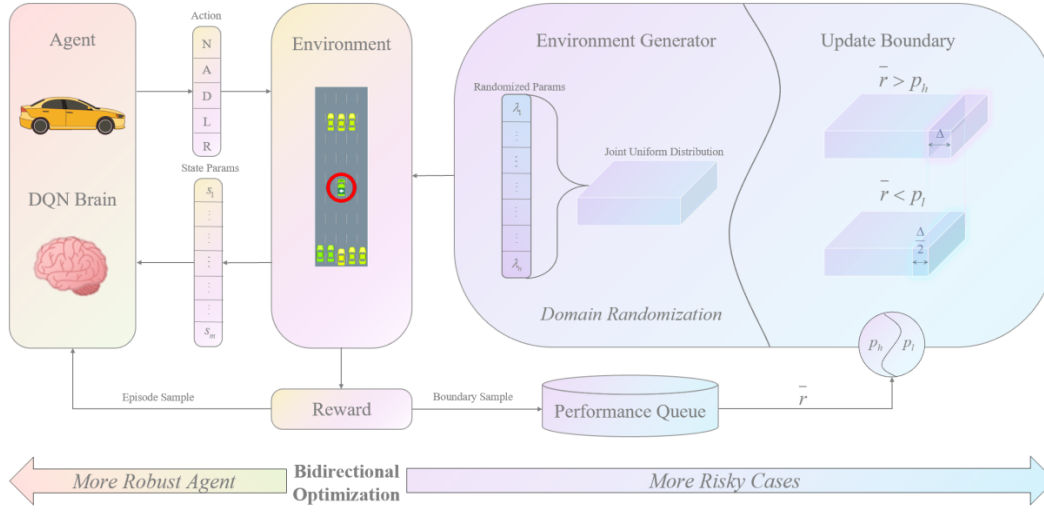 Agent
DQN Brain
Action
N
A
D
L
R
State Params
s₁
⋮
⋮
⋮
⋮
⋮
sₘ
Environment
Environment Generator
Randomized Params
λ₁
⋮
⋮
⋮
⋮
⋮
λₙ
Joint Uniform Distribution
Domain Randomization
Update Boundary
r̄ > pₕ
Δ
r̄ < pₗ
Δ/2
pₕ pₗ
Episode Sample
Reward
Boundary Sample
Performance Queue
r̄
More Robust Agent
Bidirectional
Optimization
More Risky Cases